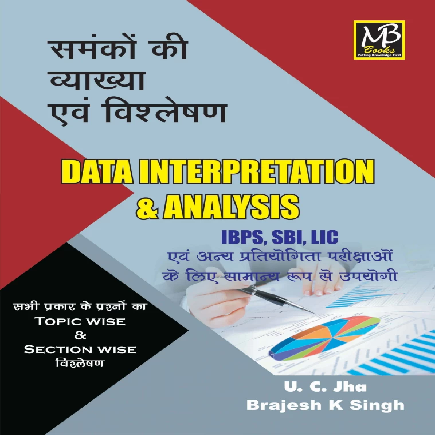 समंकों की
व्याख्या
एवं विश्लेषण
MB
Books
DATA INTERPRETATION
& ANALYSIS
IBPS, SBI, LIC
एवं अन्य प्रतियोगिता परीक्षाओं
के लिए सामान्य रूप से उपयोगी
सभी प्रकार के प्रश्नों का
TOPIC WISE
&
SECTION WISE
विश्लेषण
U. C. Jha
Brajesh K Singh